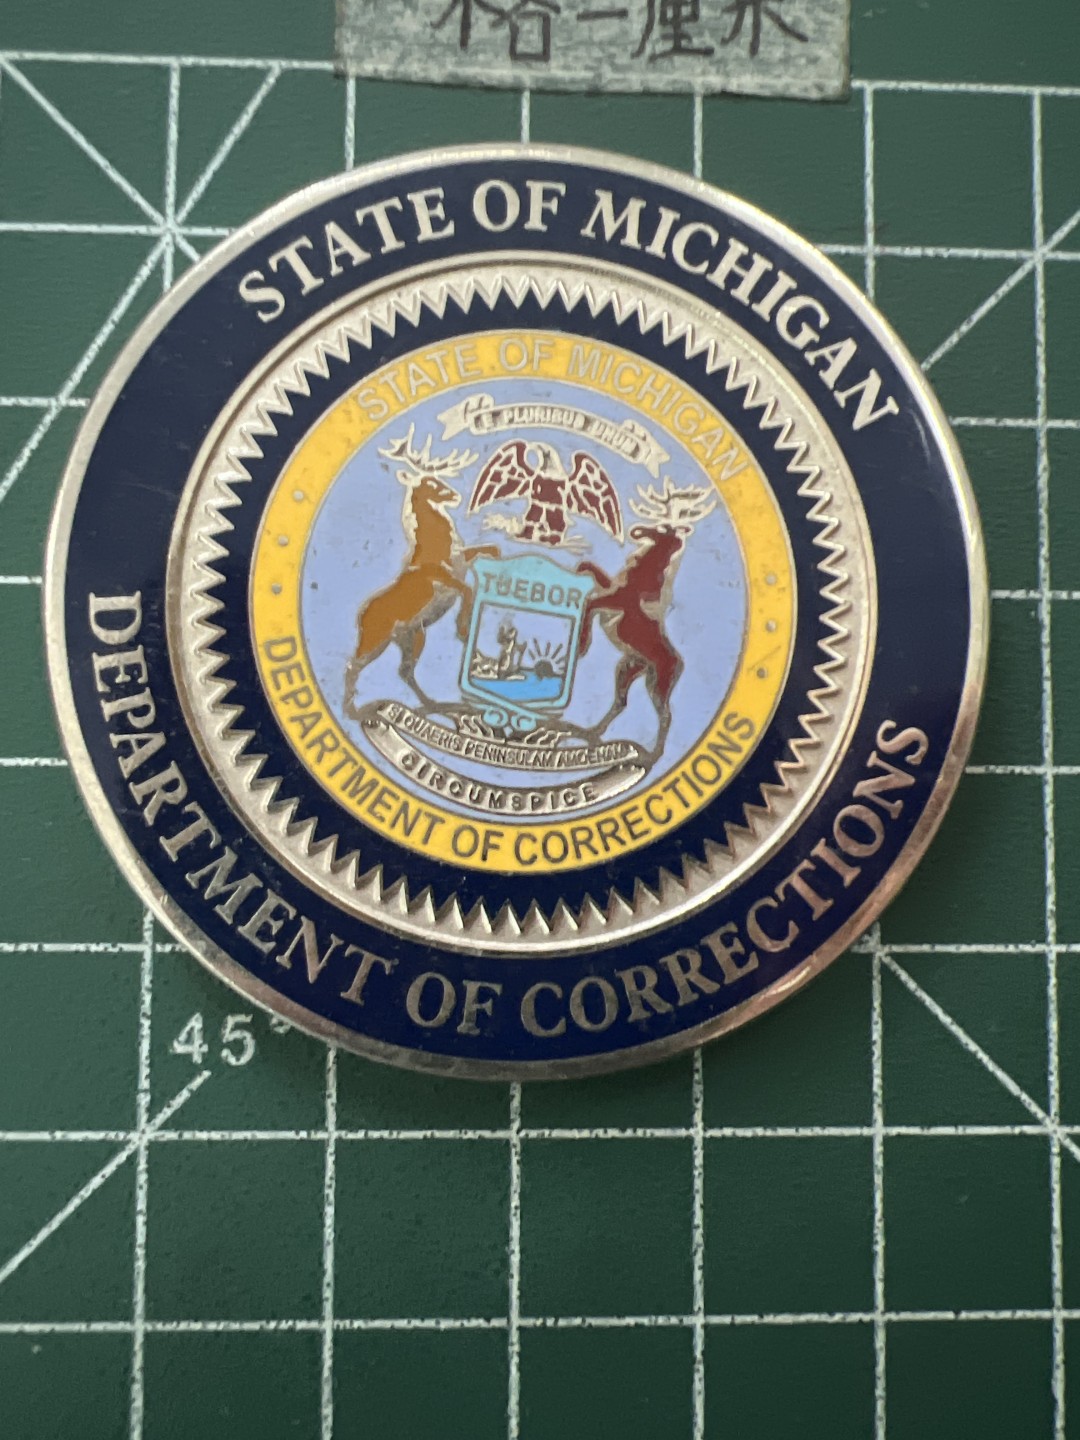 格一厘米
STATE OF MICHIGAN
DEPARTMENT OF CORRECTIONS
STATE OF MICHIGAN
DEPARTMENT OF CORRECTIONS
E PLURIBUS UNUM
TUEBOR
SI QUAERIS PENINSULAM AMOENAM
CIRCUMSPICE
45°